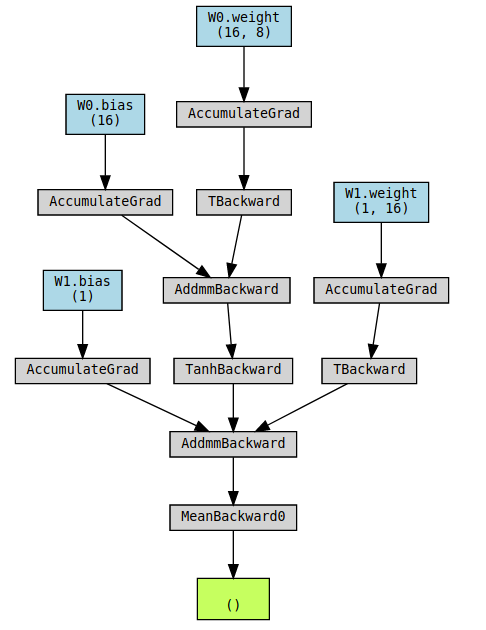 W0.weight
(16, 8)
W0.bias
(16)
AccumulateGrad
AccumulateGrad
TBackward
W1.weight
(1, 16)
W1.bias
(1)
AddmmBackward
AccumulateGrad
AccumulateGrad
TanhBackward
TBackward
AddmmBackward
MeanBackward0
()